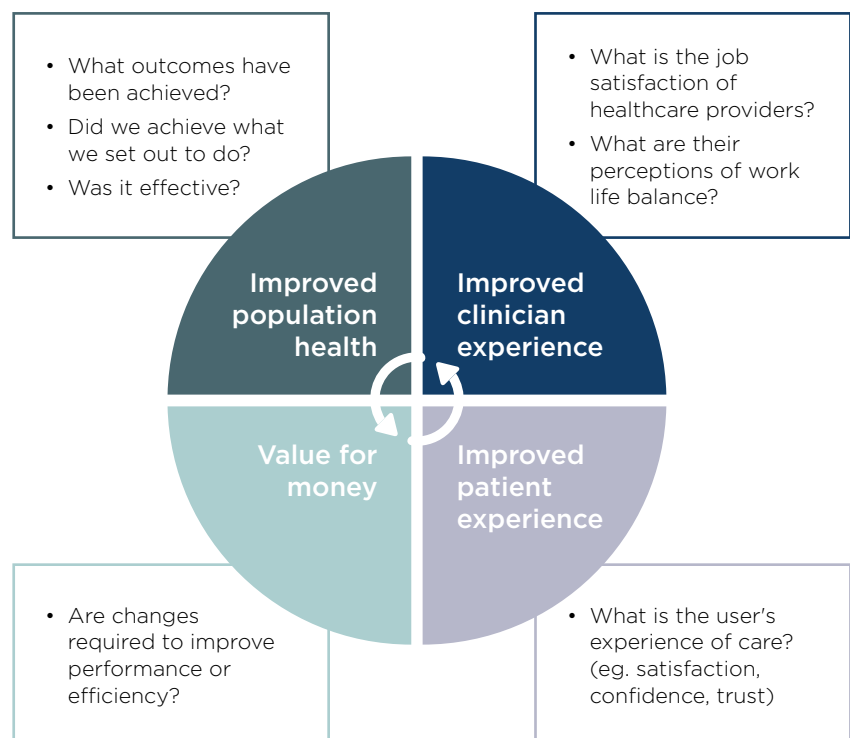 • What outcomes have
been achieved?
• Did we achieve what
we set out to do?
• Was it effective?
• What is the job
satisfaction of
healthcare providers?
• What are their
perceptions of work
life balance?
Improved
population
health
Improved
clinician
experience
Value for
money
Improved
patient
experience
• Are changes
required to improve
performance or
efficiency?
• What is the user's
experience of care?
(eg. satisfaction,
confidence, trust)